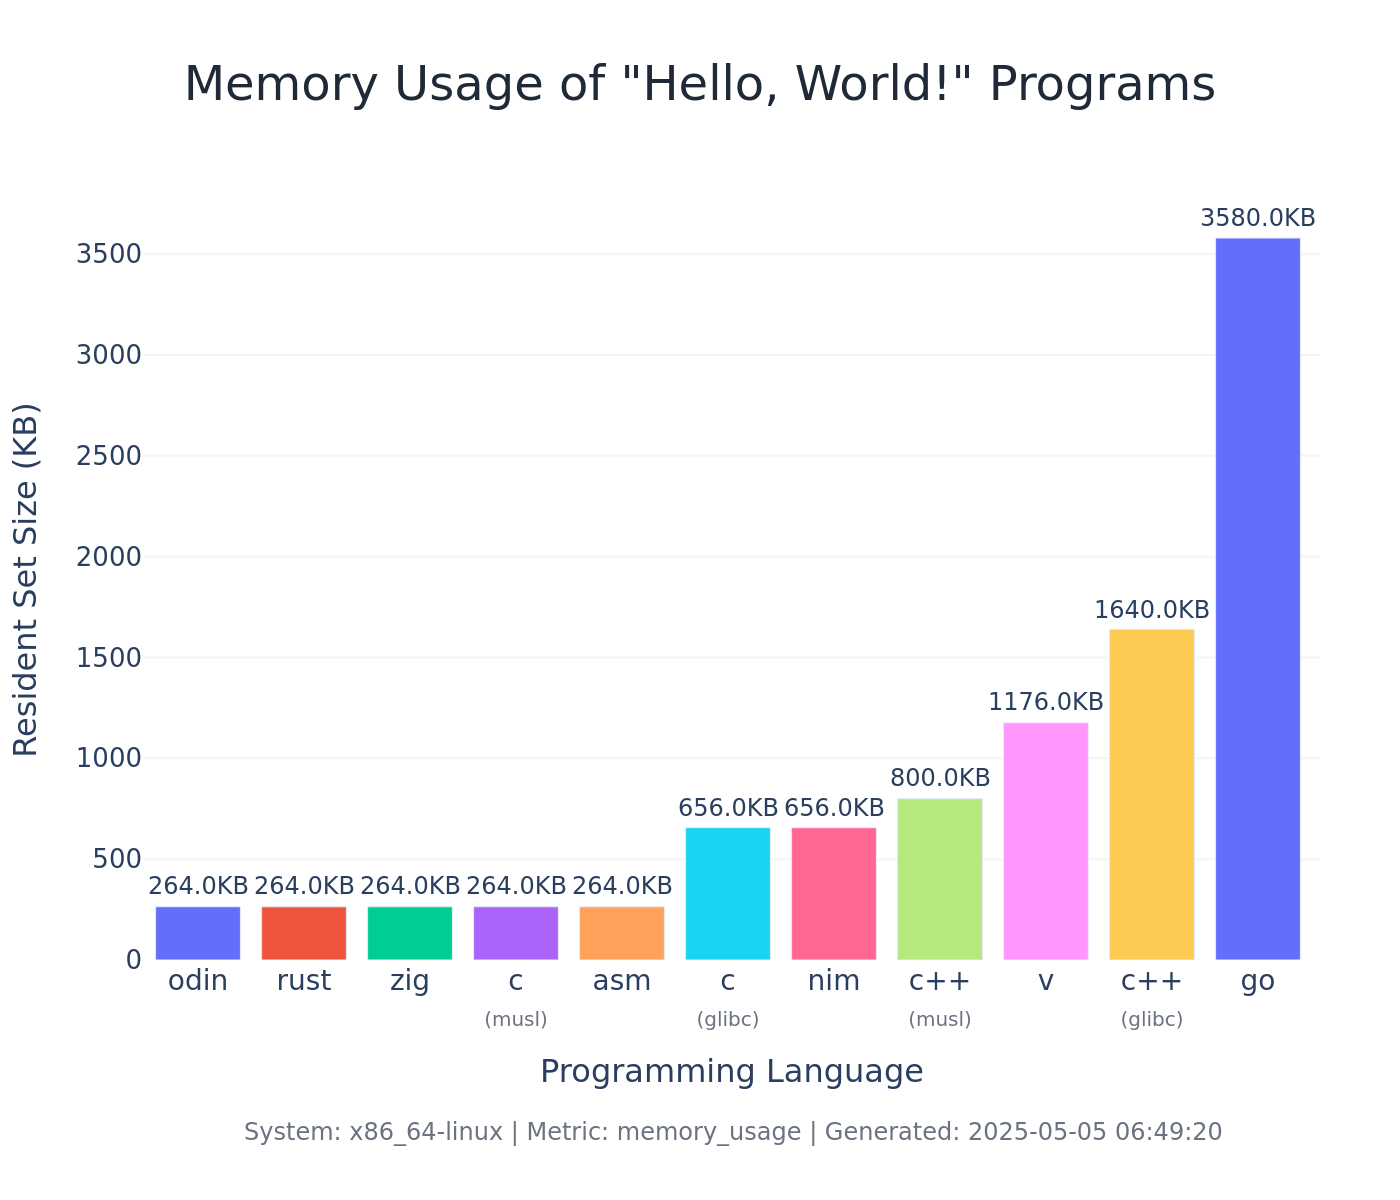 Memory Usage of "Hello, World!" Programs
3580.0KB
3500
3000
2500
2000
1640.0KB
1500
1176.0KB
1000
800.0KB
656.0KB 656.0KB
500
264.0KB 264.0KB 264.0KB 264.0KB 264.0KB
0
Resident Set Size (KB)
odin rust zig c asm c nim c++ v c++ go
(musl) (glibc) (musl) (glibc)
Programming Language
System: x86_64-linux | Metric: memory_usage | Generated: 2025-05-05 06:49:20